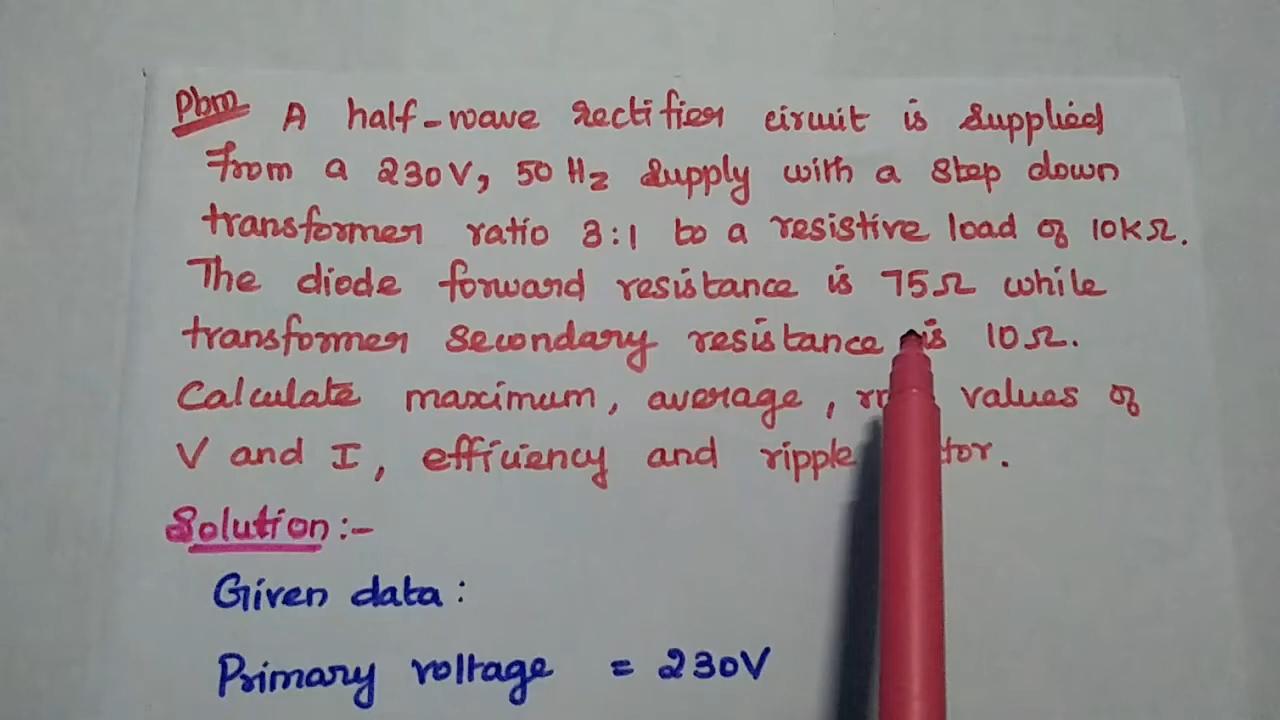 Pbm A half-wave rectifier circuit is supplied
from a 230V, 50 Hz supply with a step down
transformer ratio 3:1 to a resistive load of 10KΩ.
The diode forward resistance is 75Ω while
transformer secondary resistance is 10Ω.
Calculate maximum, average, values of
V and I, efficiency and ripple
Solution:-
Given data:
Primary voltage = 230V